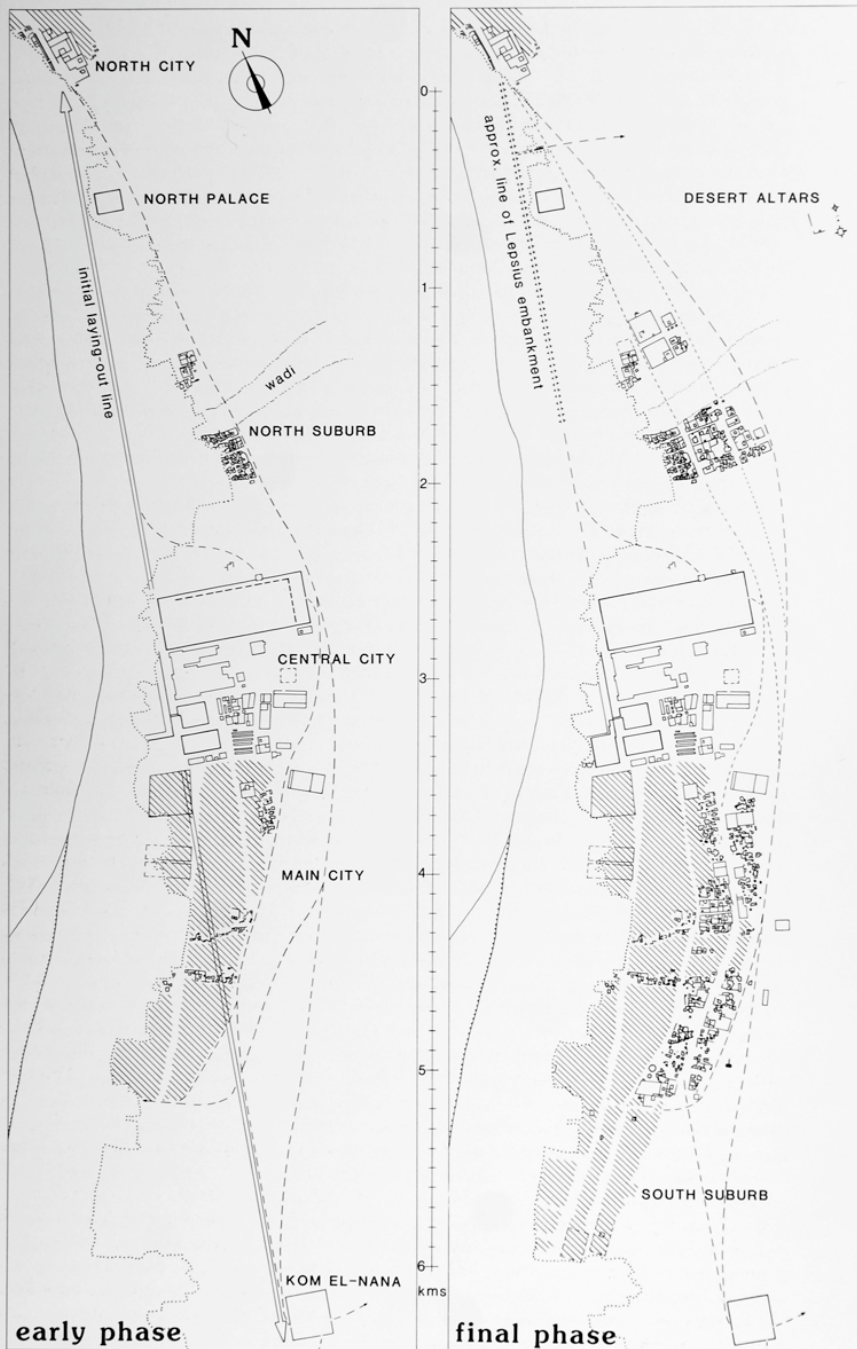 NORTH CITY
N
NORTH PALACE
initial laying-out line
wadi
NORTH SUBURB
CENTRAL CITY
MAIN CITY
KOM EL-NANA
early phase
0
1
2
3
4
5
6
kms
approx. line of Lepsius embankment
DESERT ALTARS
SOUTH SUBURB
final phase